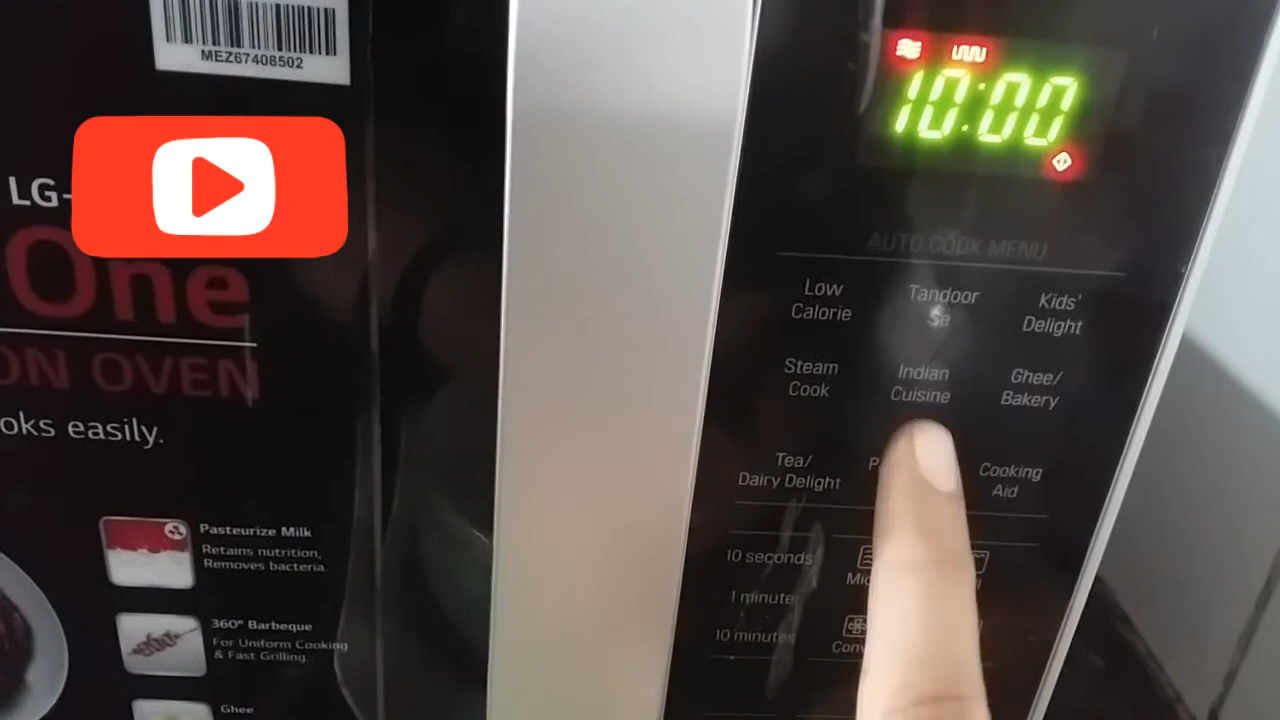 MEZ67408502
LG-
One
ON OVEN
oks easily.
Pasteurize Milk
Retains nutrition,
Removes bacteria.
360° Barbeque
For Uniform Cooking
& Fast Grilling.
Ghee
10:00
AUTO COOK MENU
Low
Calorie
Tandoor
Se
Kids'
Delight
Steam
Cook
Indian
Cuisine
Ghee/
Bakery
Tea/
Dairy Delight
P
Cooking
Aid
10 seconds
1 minute
10 minutes
Mic
Conv